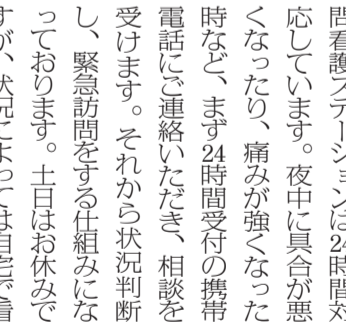 問看護ステーションは24時間対
応しています。夜中に具合が悪
くなったり、痛みが強くなった
時など、まず24時間受付の携帯
電話にご連絡いただき、相談を
受けます。それから状況判断
し、緊急訪問をする仕組みにな
っております。土日はお休みで
すが、状況によっては自宅で看